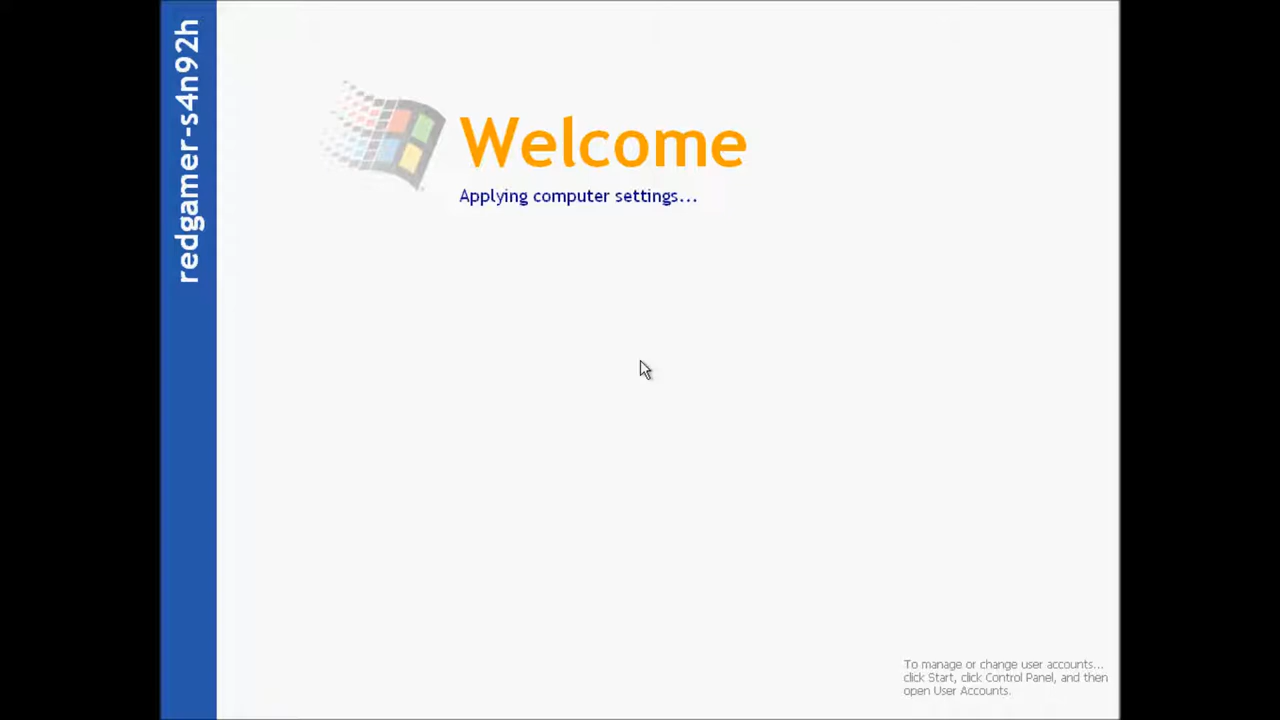 redgamer-s4n92h
Welcome
Applying computer settings...
To manage or change user accounts...
click Start, click Control Panel, and then
open User Accounts.